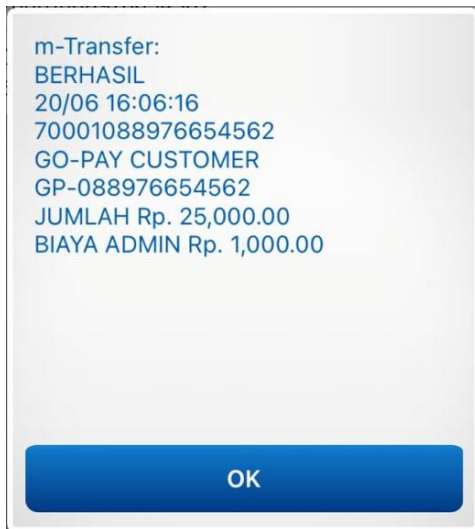 m-Transfer:
BERHASIL
20/06 16:06:16
70001088976654562
GO-PAY CUSTOMER
GP-088976654562
JUMLAH Rp. 25,000.00
BIAYA ADMIN Rp. 1,000.00
OK